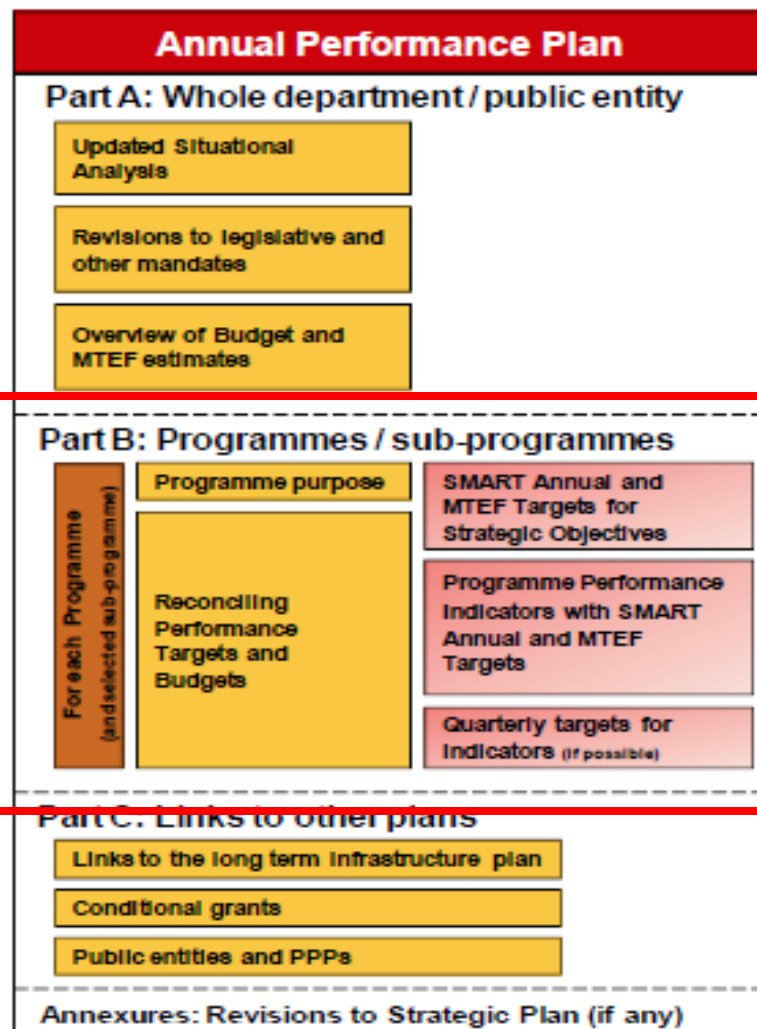 Annual Performance Plan
Part A: Whole department / public entity
Updated Situational
Analysis
Revisions to legislative and
other mandates
Overview of Budget and
MTEF estimates
Part B: Programmes / sub-programmes
For each Programme
(and selected sub-programme)
Programme purpose
Reconciling
Performance
Targets and
Budgets
SMART Annual and
MTEF Targets for
Strategic Objectives
Programme Performance
Indicators with SMART
Annual and MTEF
Targets
Quarterly targets for
Indicators (if possible)
Part C: Links to other plans
Links to the long term infrastructure plan
Conditional grants
Public entities and PPPs
Annexures: Revisions to Strategic Plan (if any)